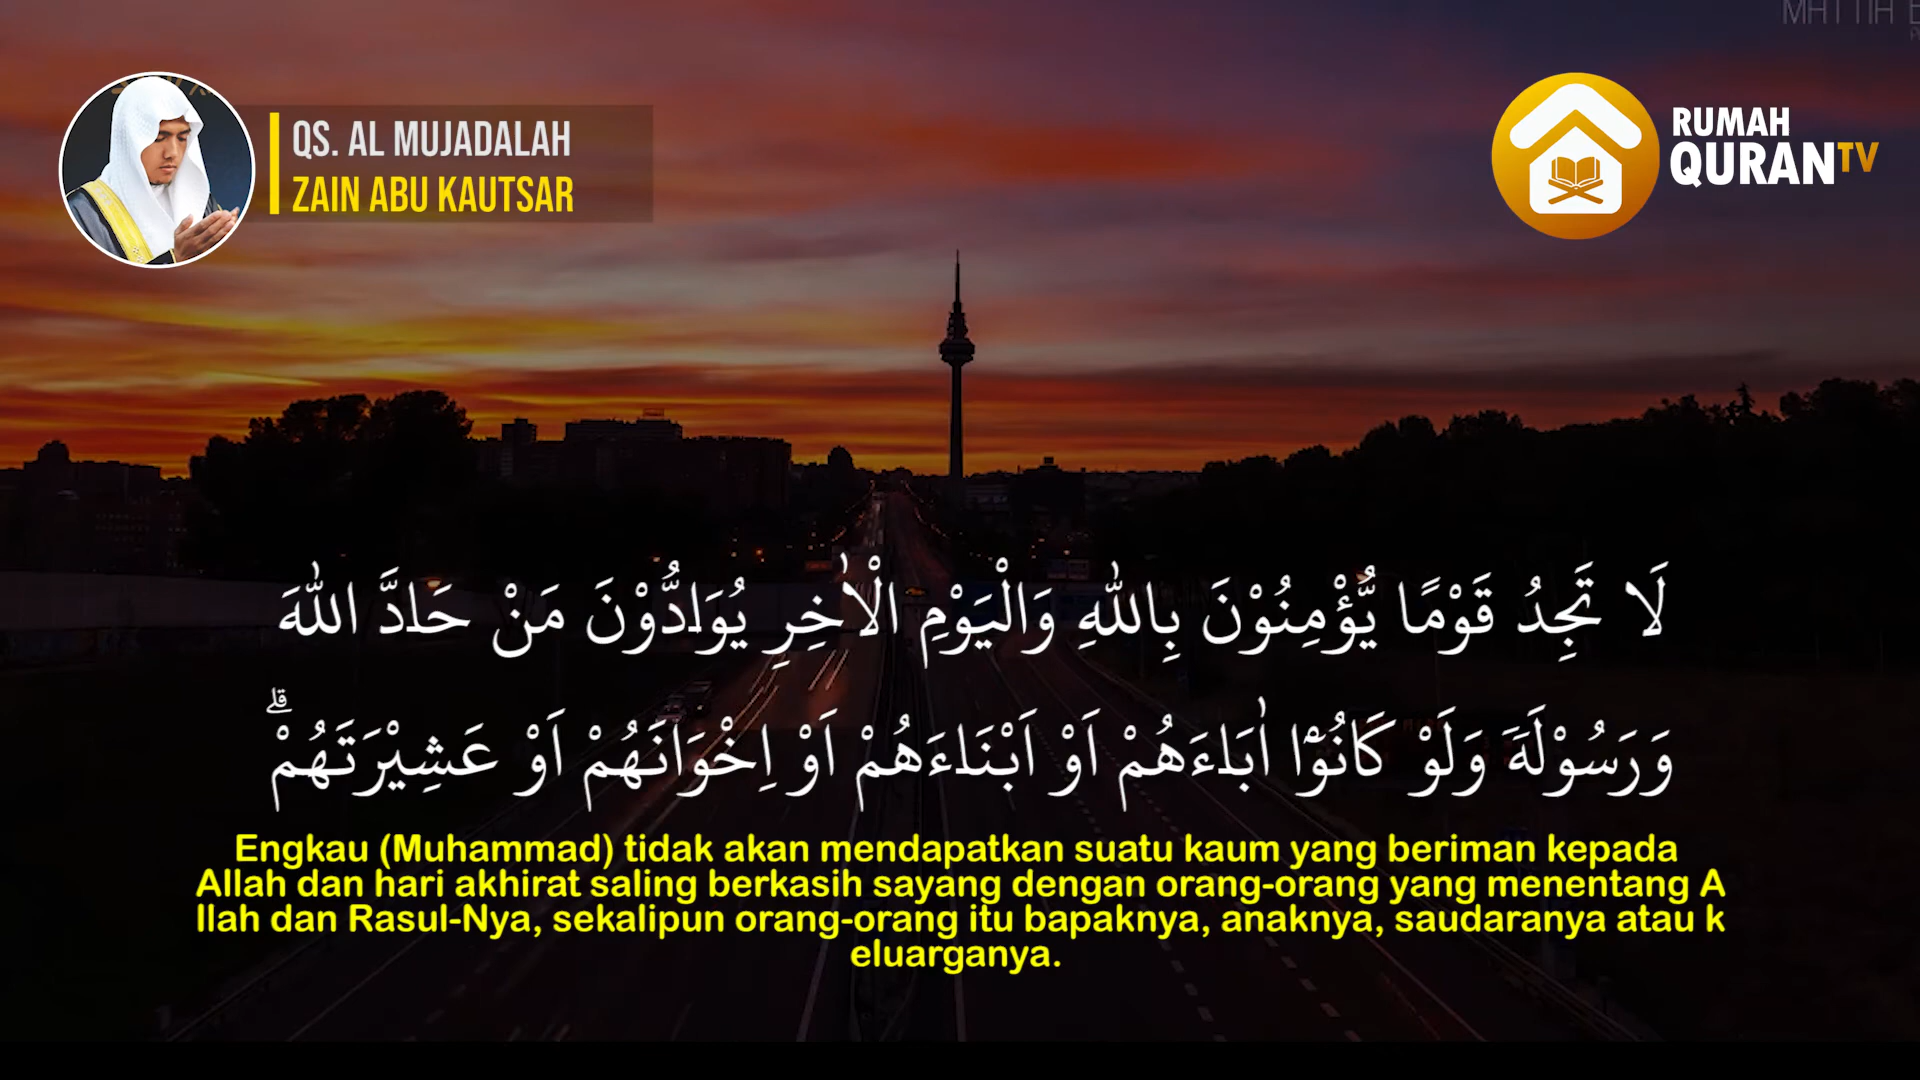 QS. AL MUJADALAH
ZAIN ABU KAUTSAR
RUMAH
QURANTV
لَا تَجِدُ قَوْمًا يُّؤْمِنُوْنَ بِاللّٰهِ وَالْيَوْمِ الْاٰخِرِ يُوَاۤدُّوْنَ مَنْ حَاۤدَّ اللّٰهَ
وَرَسُوْلَهٗ وَلَوْ كَانُوْٓا اٰبَاۤءَهُمْ اَوْ اَبْنَاۤءَهُمْ اَوْ اِخْوَانَهُمْ اَوْ عَشِيْرَتَهُمْۗ
Engkau (Muhammad) tidak akan mendapatkan suatu kaum yang beriman kepada
Allah dan hari akhirat saling berkasih sayang dengan orang-orang yang menentang A
llah dan Rasul-Nya, sekalipun orang-orang itu bapaknya, anaknya, saudaranya atau k
eluarganya.